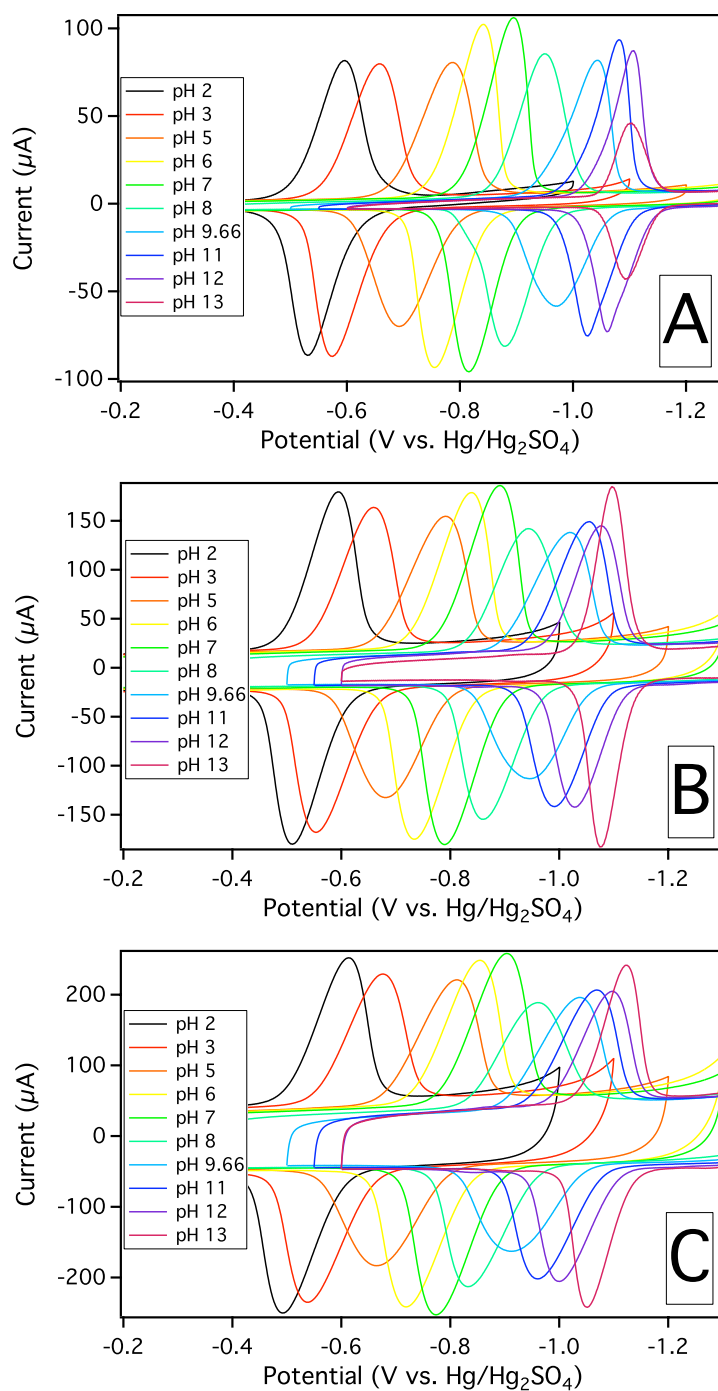 100
50
0
-50
-100
Current (µA)
pH 2
pH 3
pH 5
pH 6
pH 7
pH 8
pH 9.66
pH 11
pH 12
pH 13
A
-0.2 -0.4 -0.6 -0.8 -1.0 -1.2
Potential (V vs. Hg/Hg₂SO₄)
150
100
50
0
-50
-100
-150
Current (µA)
pH 2
pH 3
pH 5
pH 6
pH 7
pH 8
pH 9.66
pH 11
pH 12
pH 13
B
-0.2 -0.4 -0.6 -0.8 -1.0 -1.2
Potential (V vs. Hg/Hg₂SO₄)
200
100
0
-100
-200
Current (µA)
pH 2
pH 3
pH 5
pH 6
pH 7
pH 8
pH 9.66
pH 11
pH 12
pH 13
C
-0.2 -0.4 -0.6 -0.8 -1.0 -1.2
Potential (V vs. Hg/Hg₂SO₄)